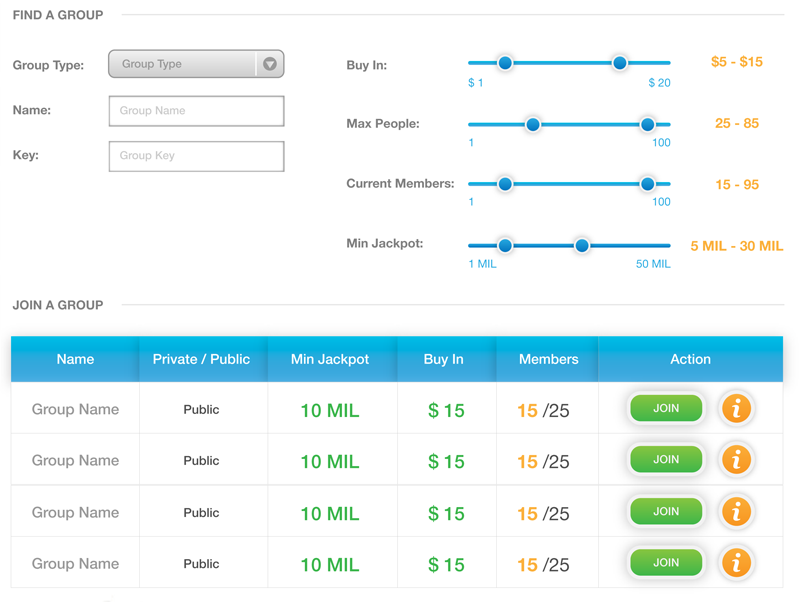 FIND A GROUP
Group Type: Group Type
Name: Group Name
Key: Group Key
Buy In: $5 - $15
$ 1 $ 20
Max People: 25 - 85
1 100
Current Members: 15 - 95
1 100
Min Jackpot: 5 MIL - 30 MIL
1 MIL 50 MIL
JOIN A GROUP
Name Private / Public Min Jackpot Buy In Members Action
Group Name Public 10 MIL $ 15 15 /25 JOIN i
Group Name Public 10 MIL $ 15 15 /25 JOIN i
Group Name Public 10 MIL $ 15 15 /25 JOIN i
Group Name Public 10 MIL $ 15 15 /25 JOIN i